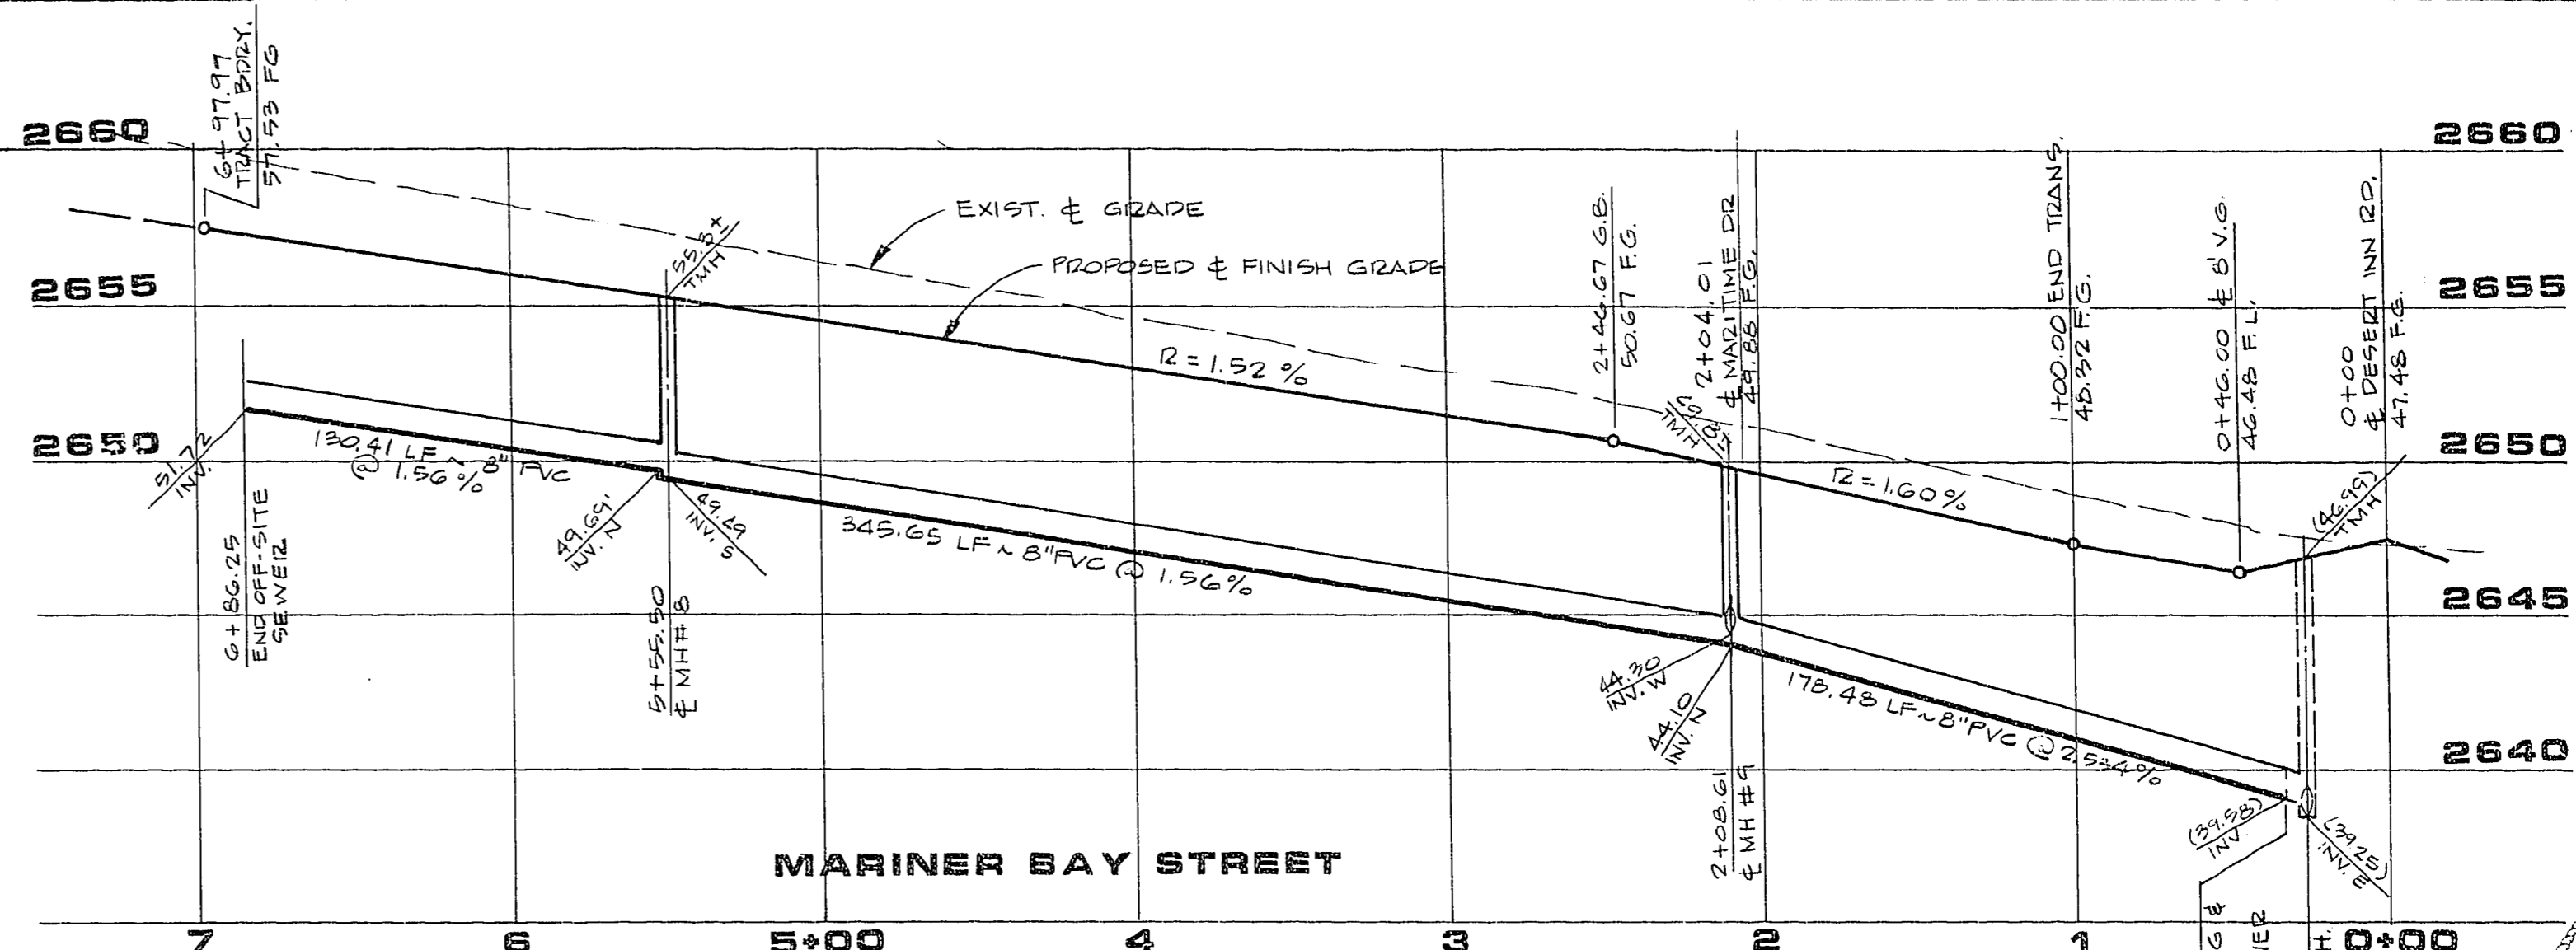 6+97.97
TRACT BDRY.
57.53 FG
2660
2660
EXIST. ℄ GRADE
PROPOSED ℄ FINISH GRADE
55.3±
TMH
2655
2655
R = 1.52 %
2+46.67 G.B.
50.67 F.G.
2+04.01
℄ MARITIME DR
49.88 F.G.
TMH
1+00.00 END TRANS.
48.32 F.G.
0+46.00 ℄ 8' V.G.
46.48 F.L.
0+00
℄ DESERT INN RD.
47.48 F.G.
2650
2650
51.72
INV.
130.41 LF ~ 8" PVC
@ 1.56 %
R = 1.60 %
(46.99)
TMH
6+86.25
END OFF-SITE
SEWER
49.69'
INV. N
49.49
INV. S
345.65 LF ~ 8" PVC @ 1.56%
5+55.50
℄ MH # 8
2645
44.30
INV. W
44.10
INV. N
178.48 LF ~ 8" PVC @ 2.534%
2+08.61
℄ MH # 9
2640
(39.58)
INV.
(39.25)
INV. E
MARINER BAY STREET
7
6
5+00
4
3
2
1
0+00